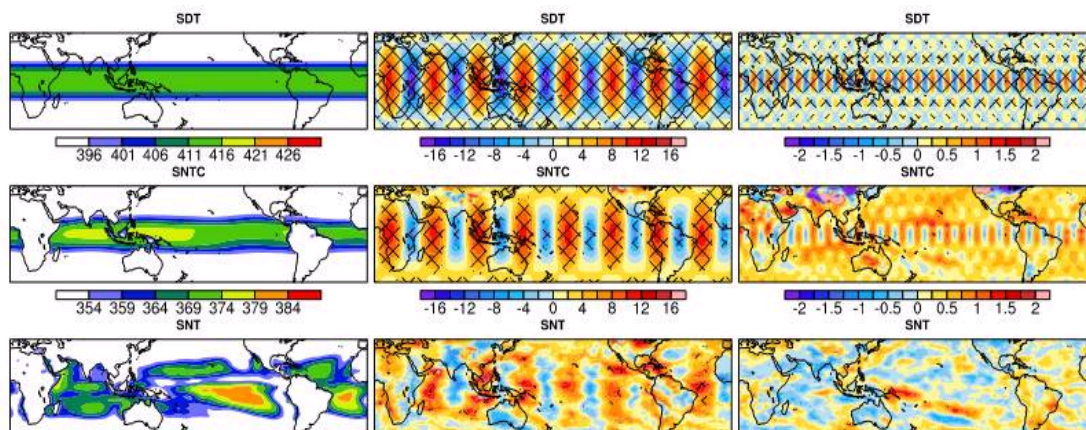 SDT SDT SDT
396 401 406 411 416 421 426 -16 -12 -8 -4 0 4 8 12 16 -2 -1.5 -1 -0.5 0 0.5 1 1.5 2
SNTC SNTC SNTC
354 359 364 369 374 379 384 -16 -12 -8 -4 0 4 8 12 16 -2 -1.5 -1 -0.5 0 0.5 1 1.5 2
SNT SNT SNT